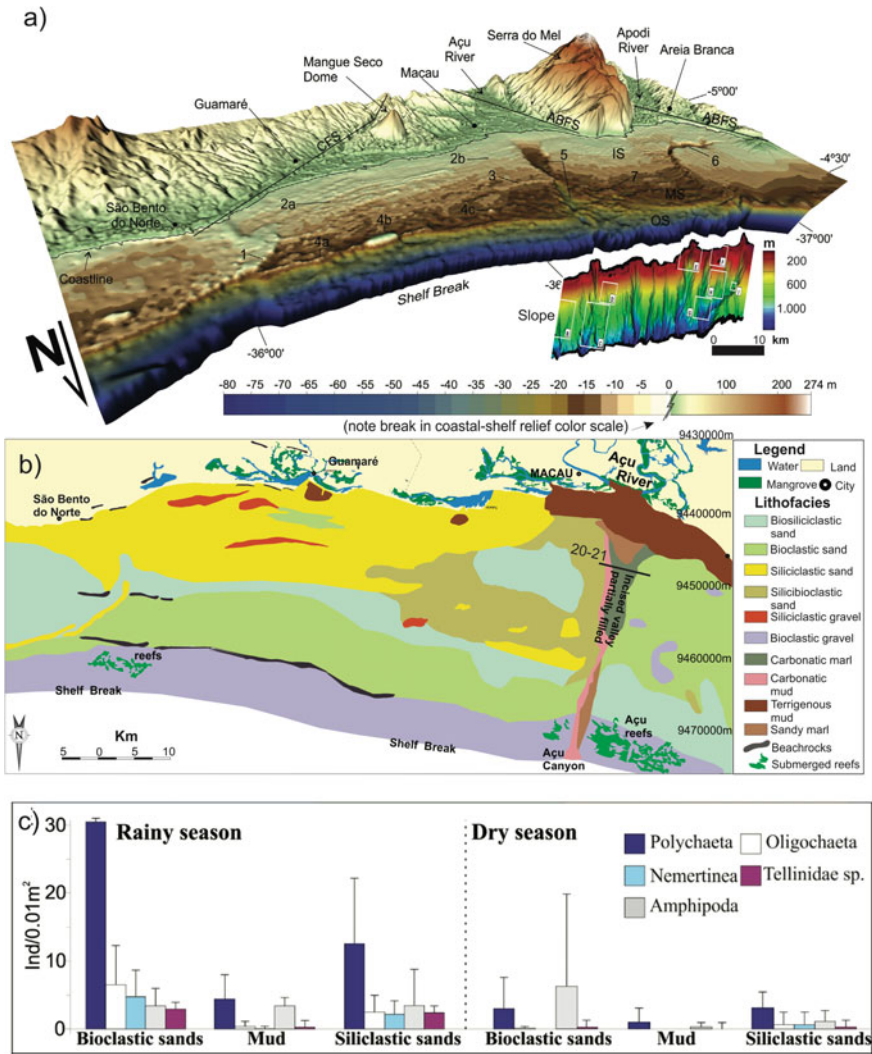 a)
Serra do Mel
Apodi
River
Areia Branca
Açu
River
Mangue Seco
Dome
Macau
Guamaré
-5º00'
CFS
ABFS
ABFS
-4º30'
2b
5
IS
6
3
7
MS
2a
São Bento
do Norte
4b
4c
OS
4a
1
-37º00'
Coastline
Shelf Break
-36
-36º00'
Slope
m
200
600
1.000
0 10
km
N
-80 -75 -70 -65 -60 -55 -50 -45 -40 -35 -30 -25 -20 -15 -10 -5 0 100 200 274 m
(note break in coastal-shelf relief color scale)
b)
Guamaré
MACAU
Açu
River
São Bento
do Norte
9430000m
9440000m
9450000m
9460000m
9470000m
20-21
Incised valley
partially filled
reefs
Shelf Break
Shelf Break
Açu
reefs
Açu
Canyon
N
Km
5 0 5 10
Legend
Water Land
Mangrove City
Lithofacies
Biosiliciclastic
sand
Bioclastic sand
Siliciclastic sand
Silicibioclastic
sand
Siliciclastic gravel
Bioclastic gravel
Carbonatic marl
Carbonatic
mud
Terrigenous
mud
Sandy marl
Beachrocks
Submerged reefs
c)
Rainy season
Dry season
Polychaeta Oligochaeta
Nemertinea Tellinidae sp.
Amphipoda
Ind/0.01m²
30
20
10
0
Bioclastic sands Mud Siliclastic sands Bioclastic sands Mud Siliclastic sands